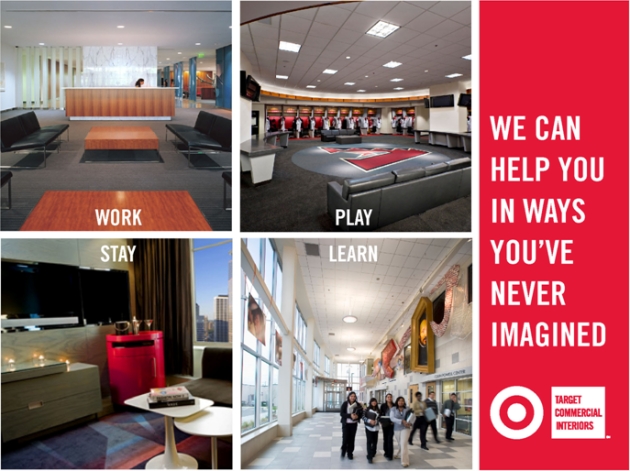 WORK
PLAY
STAY
LEARN
WE CAN
HELP YOU
IN WAYS
YOU'VE
NEVER
IMAGINED
TARGET
COMMERCIAL
INTERIORS